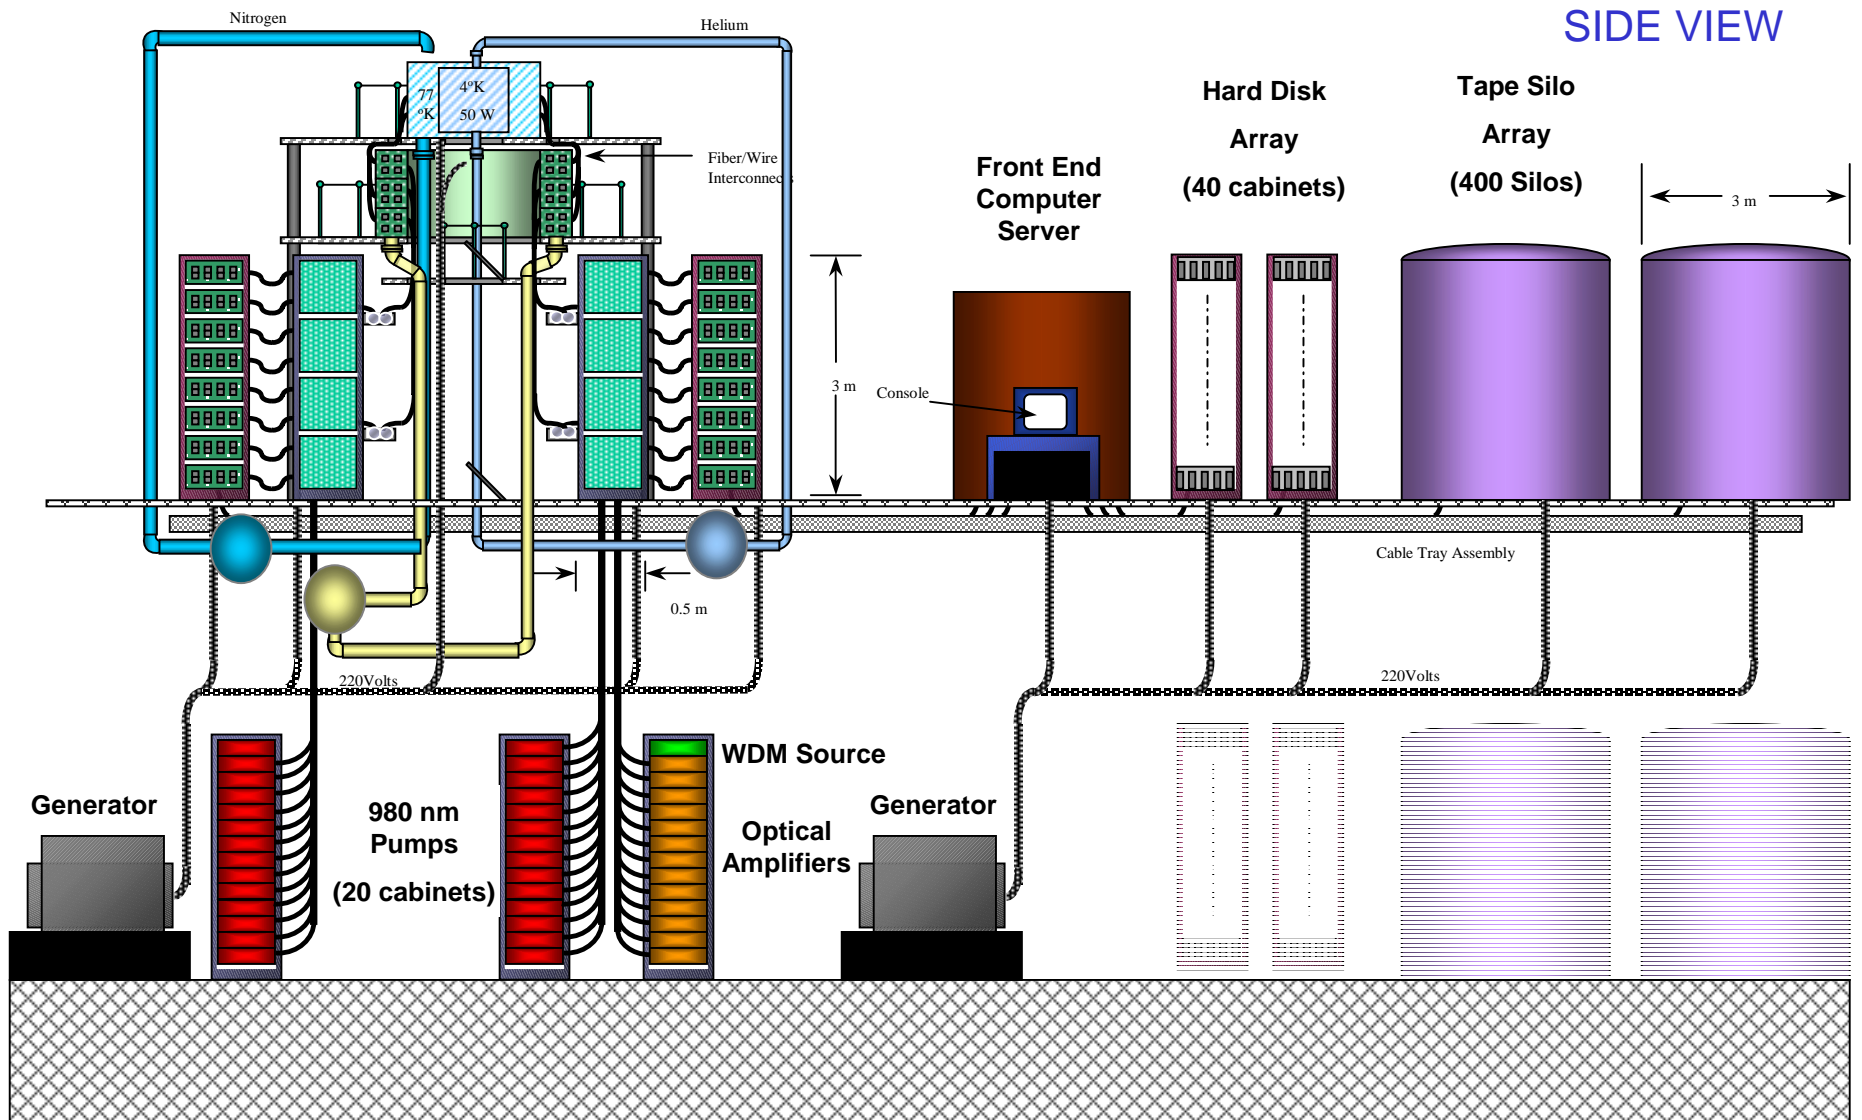 SIDE VIEW
Nitrogen
Helium
4°K
77
°K
50 W
Fiber/Wire
Interconnects
Hard Disk
Array
(40 cabinets)
Tape Silo
Array
(400 Silos)
3 m
Front End
Computer
Server
3 m
Console
Cable Tray Assembly
0.5 m
220Volts
220Volts
WDM Source
Generator
980 nm
Pumps
(20 cabinets)
Optical
Amplifiers
Generator